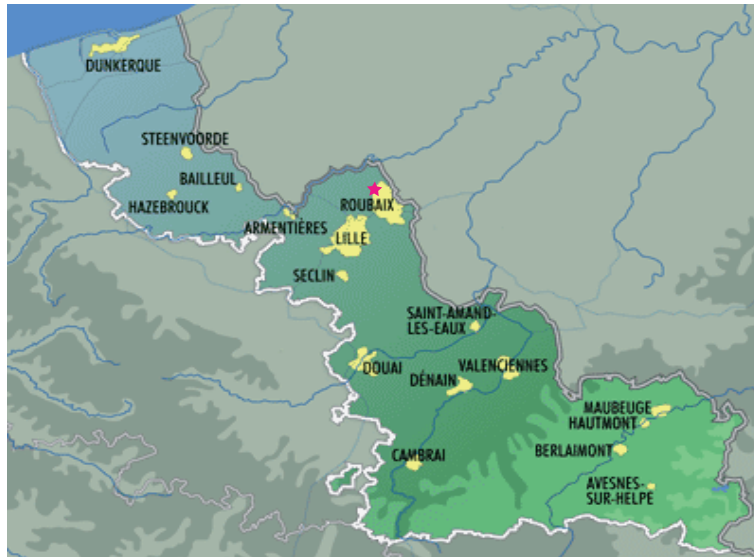 DUNKERQUE
STEENVOORDE
BAILLEUL
HAZEBROUCK
ROUBAIX
ARMENTIÈRES
LILLE
SECLIN
SAINT-AMAND-
LES-EAUX
DOUAI
VALENCIENNES
DÉNAIN
MAUBEUGE
HAUTMONT
CAMBRAI
BERLAIMONT
AVESNES-
SUR-HELPE